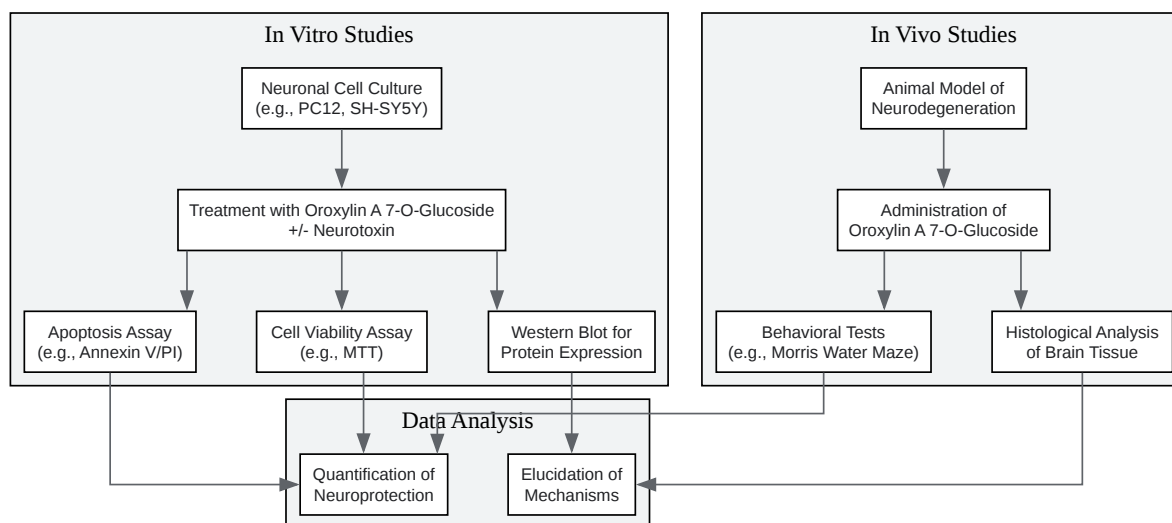 In Vitro Studies
Neuronal Cell Culture
(e.g., PC12, SH-SY5Y)
Treatment with Oroxylin A 7-O-Glucoside
+/- Neurotoxin
Apoptosis Assay
(e.g., Annexin V/PI)
Cell Viability Assay
(e.g., MTT)
Western Blot for
Protein Expression
In Vivo Studies
Animal Model of
Neurodegeneration
Administration of
Oroxylin A 7-O-Glucoside
Behavioral Tests
(e.g., Morris Water Maze)
Histological Analysis
of Brain Tissue
Data Analysis
Quantification of
Neuroprotection
Elucidation of
Mechanisms